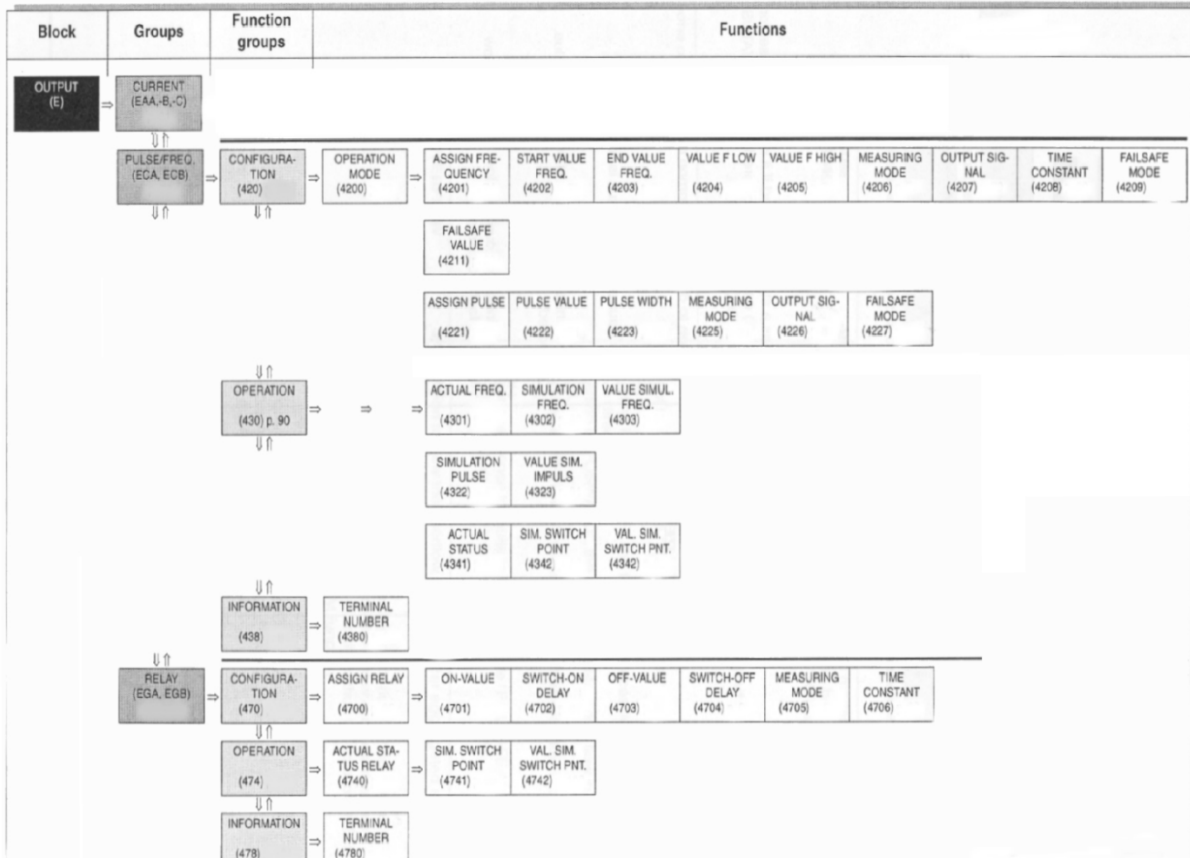 Block Groups Function groups Functions
OUTPUT
(E)
⇒
CURRENT
(EAA,-B,-C)
⇓⇑
PULSE/FREQ.
(ECA, ECB)
⇒
CONFIGURA-
TION
(420)
⇒
OPERATION
MODE
(4200)
⇒
ASSIGN FRE-
QUENCY
(4201)
START VALUE
FREQ.
(4202)
END VALUE
FREQ.
(4203)
VALUE F LOW
(4204)
VALUE F HIGH
(4205)
MEASURING
MODE
(4206)
OUTPUT SIG-
NAL
(4207)
TIME
CONSTANT
(4208)
FAILSAFE
MODE
(4209)
⇓⇑ ⇓⇑
FAILSAFE
VALUE
(4211)
ASSIGN PULSE
(4221)
PULSE VALUE
(4222)
PULSE WIDTH
(4223)
MEASURING
MODE
(4225)
OUTPUT SIG-
NAL
(4226)
FAILSAFE
MODE
(4227)
⇓⇑
OPERATION
(430) p. 90
⇒ ⇒ ⇒
ACTUAL FREQ.
(4301)
SIMULATION
FREQ.
(4302)
VALUE SIMUL.
FREQ.
(4303)
⇓⇑
SIMULATION
PULSE
(4322)
VALUE SIM.
IMPULS
(4323)
ACTUAL
STATUS
(4341)
SIM. SWITCH
POINT
(4342)
VAL. SIM.
SWITCH PNT.
(4342)
⇓⇑
INFORMATION
(438)
⇒
TERMINAL
NUMBER
(4380)
⇓⇑
RELAY
(EGA, EGB)
⇒
CONFIGURA-
TION
(470)
⇒
ASSIGN RELAY
(4700)
⇒
ON-VALUE
(4701)
SWITCH-ON
DELAY
(4702)
OFF-VALUE
(4703)
SWITCH-OFF
DELAY
(4704)
MEASURING
MODE
(4705)
TIME
CONSTANT
(4706)
⇓⇑
OPERATION
(474)
⇒
ACTUAL STA-
TUS RELAY
(4740)
⇒
SIM. SWITCH
POINT
(4741)
VAL. SIM.
SWITCH PNT.
(4742)
⇓⇑
INFORMATION
(478)
⇒
TERMINAL
NUMBER
(4780)